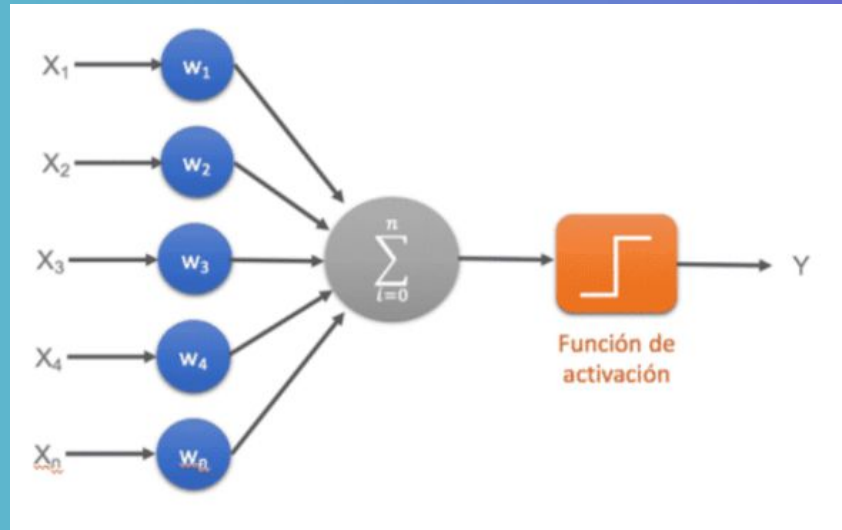 X₁ w₁
X₂ w₂
X₃ w₃
X₄ w₄
Xₙ wₙ
n
∑
i=0
Función de
activación
Y